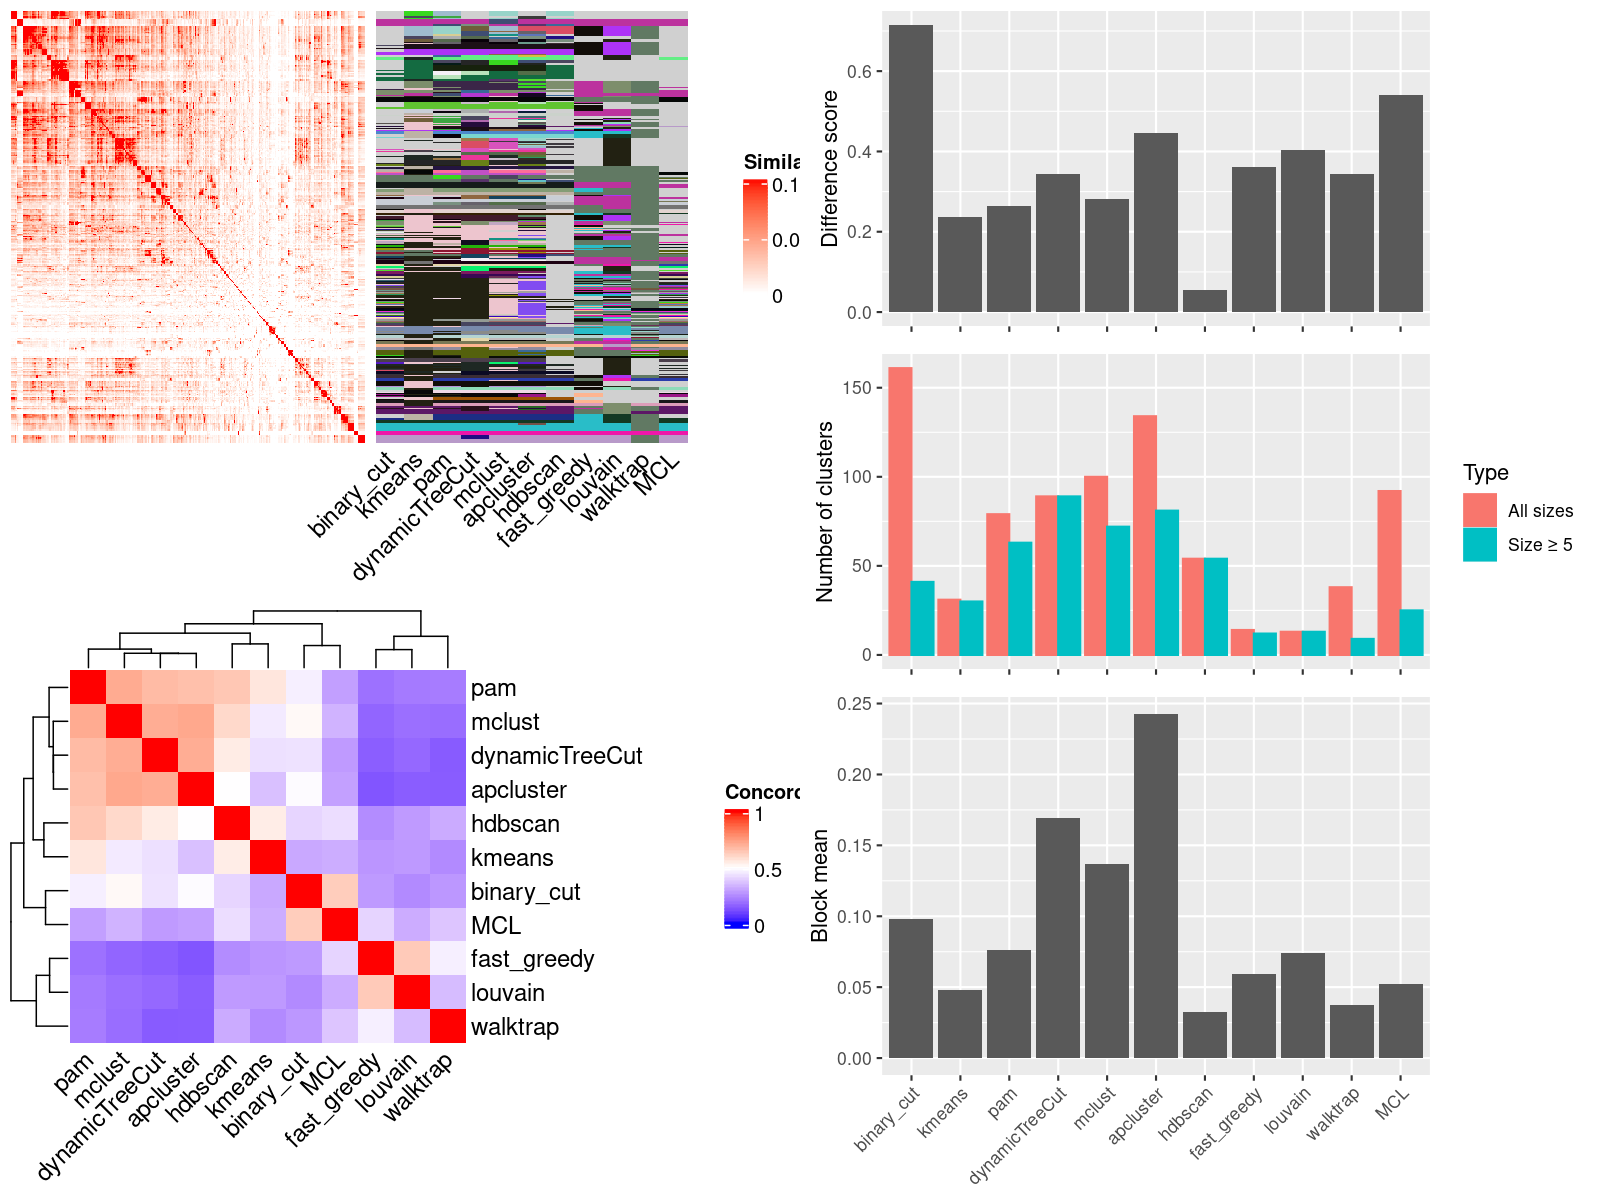 Simila
0.1
0.0
0
binary_cut
kmeans
pam
dynamicTreeCut
mclust
apcluster
hdbscan
fast_greedy
louvain
walktrap
MCL
pam
mclust
dynamicTreeCut
apcluster
hdbscan
kmeans
binary_cut
MCL
fast_greedy
louvain
walktrap
pam
mclust
dynamicTreeCut
apcluster
hdbscan
kmeans
binary_cut
MCL
fast_greedy
louvain
walktrap
Concord
1
0.5
0
Difference score
0.6
0.4
0.2
0.0
Number of clusters
150
100
50
0
Type
All sizes
Size ≥ 5
Block mean
0.25
0.20
0.15
0.10
0.05
0.00
binary_cut
kmeans
pam
dynamicTreeCut
mclust
apcluster
hdbscan
fast_greedy
louvain
walktrap
MCL